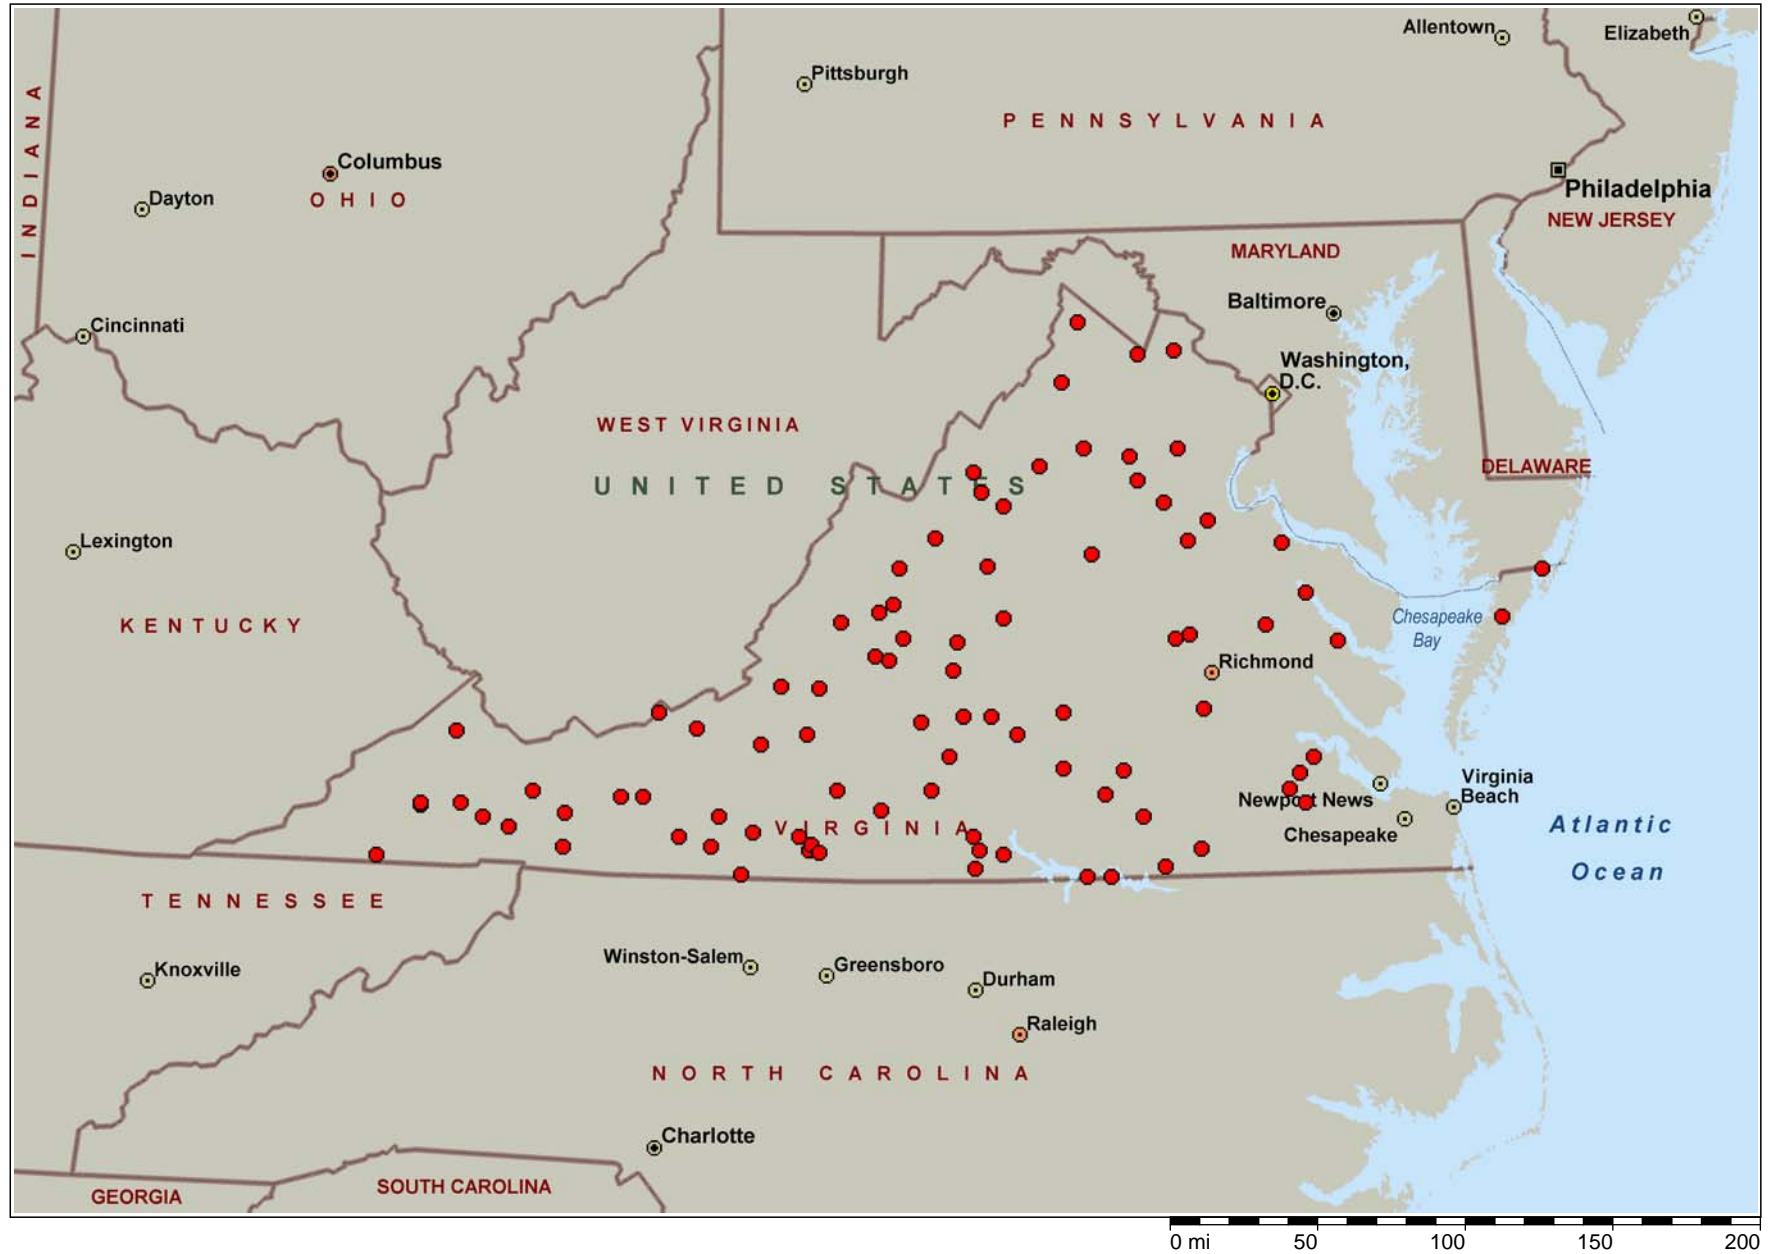 Allentown
Elizabeth
Pittsburgh
PENNSYLVANIA
INDIANA
Columbus
OHIO
Dayton
Philadelphia
NEW JERSEY
MARYLAND
Baltimore
Cincinnati
Washington,
D.C.
WEST VIRGINIA
UNITED STATES
DELAWARE
Lexington
KENTUCKY
Chesapeake
Bay
Richmond
Virginia
Beach
Newport News
Chesapeake
VIRGINIA
Atlantic
Ocean
TENNESSEE
Winston-Salem
Greensboro
Knoxville
Durham
Raleigh
NORTH CAROLINA
Charlotte
GEORGIA
SOUTH CAROLINA
0 mi 50 100 150 200